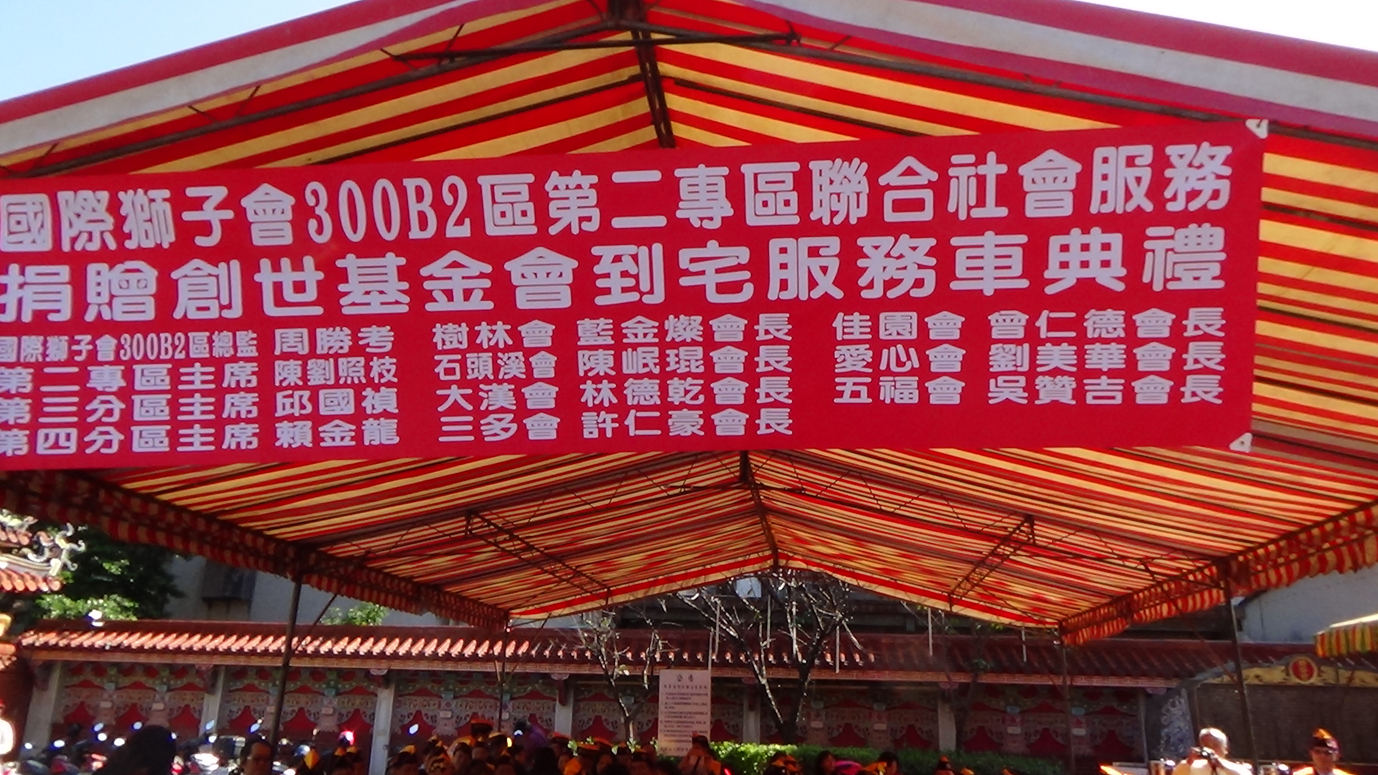 國際獅子會300B2區第二專區聯合社會服務
捐贈創世基金會到宅服務車典禮
國際獅子會300B2區總監 周勝考 樹林會 藍金燦會長 佳園會 曾仁德會長
第二專區主席 陳劉照枝 石頭溪會 陳岷琨會長 愛心會 劉美華會長
第三分區主席 邱國禎 大漢會 林德乾會長 五福會 吳贊吉會長
第四分區主席 賴金龍 三多會 許仁豪會長
公告